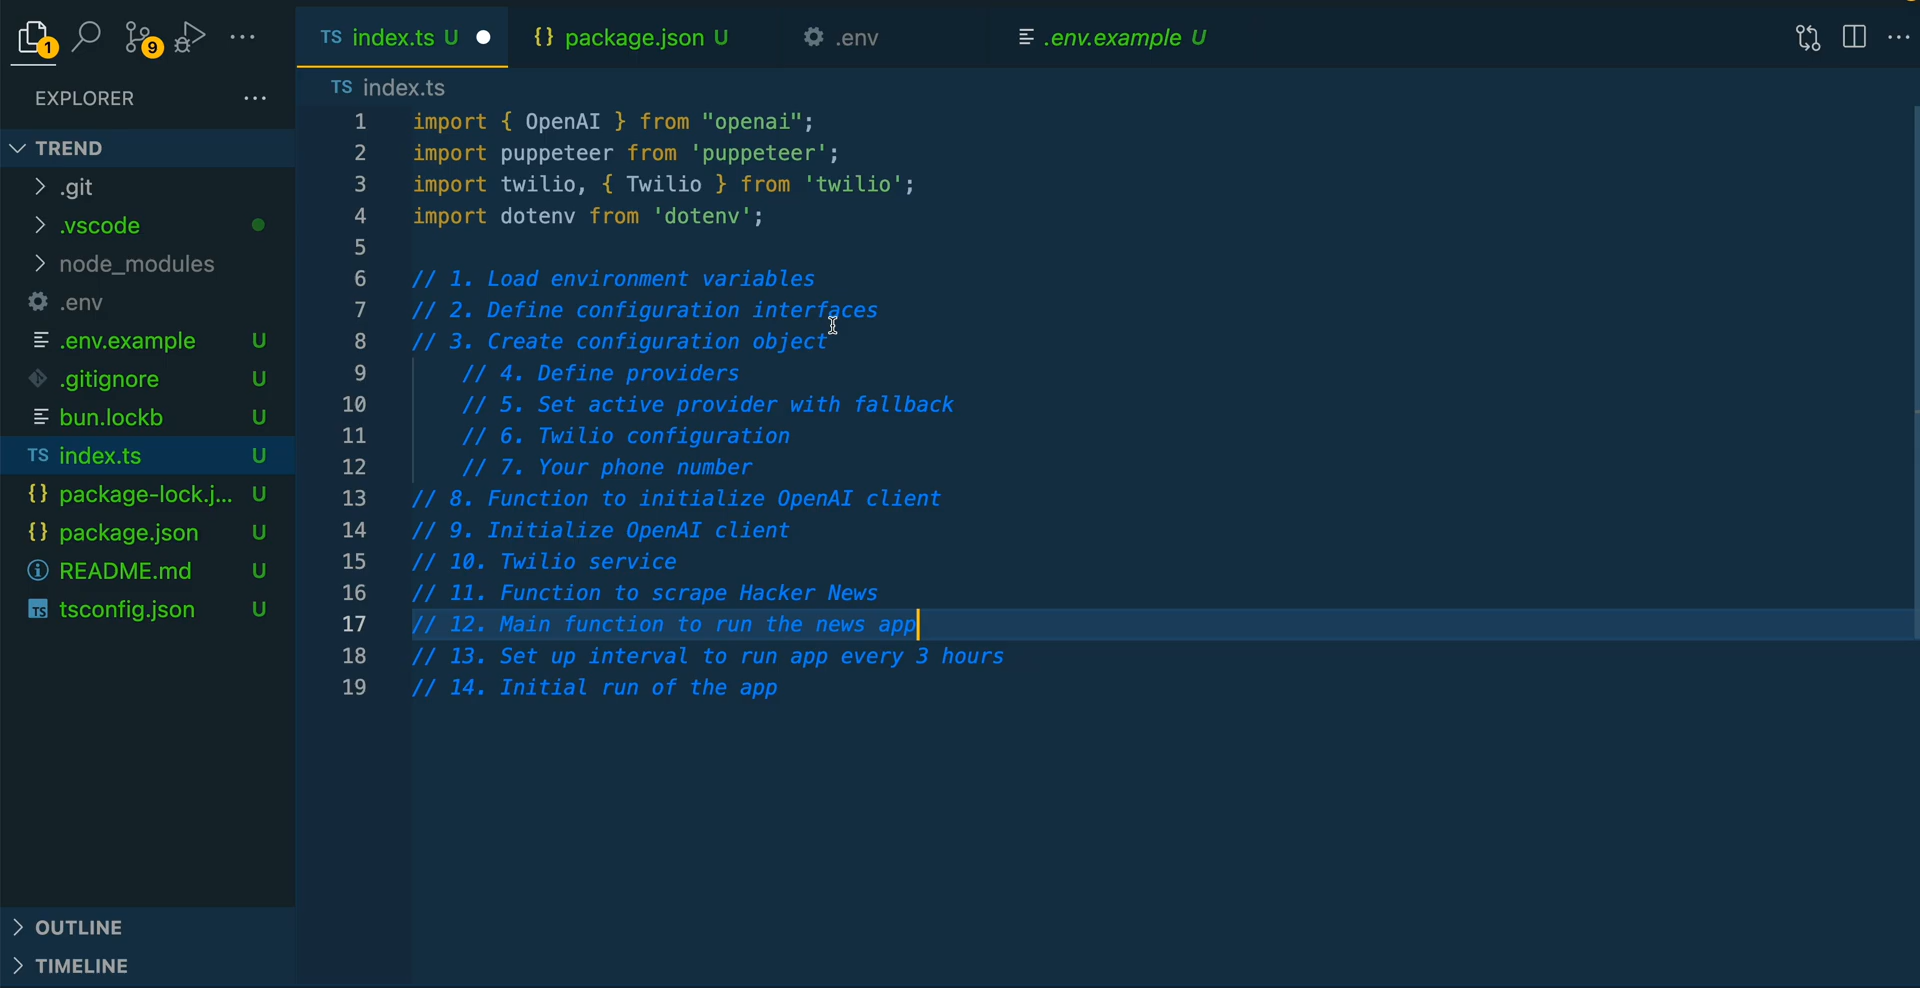 1
9
TS index.ts U
{} package.json U
.env
.env.example U
EXPLORER
TS index.ts
TREND
.git
.vscode
node_modules
.env
.env.example U
.gitignore U
bun.lockb U
TS index.ts U
{} package-lock.j... U
{} package.json U
README.md U
TS tsconfig.json U
OUTLINE
TIMELINE
1 import { OpenAI } from "openai";
2 import puppeteer from 'puppeteer';
3 import twilio, { Twilio } from 'twilio';
4 import dotenv from 'dotenv';
5
6 // 1. Load environment variables
7 // 2. Define configuration interfaces
8 // 3. Create configuration object
9 // 4. Define providers
10 // 5. Set active provider with fallback
11 // 6. Twilio configuration
12 // 7. Your phone number
13 // 8. Function to initialize OpenAI client
14 // 9. Initialize OpenAI client
15 // 10. Twilio service
16 // 11. Function to scrape Hacker News
17 // 12. Main function to run the news app
18 // 13. Set up interval to run app every 3 hours
19 // 14. Initial run of the app